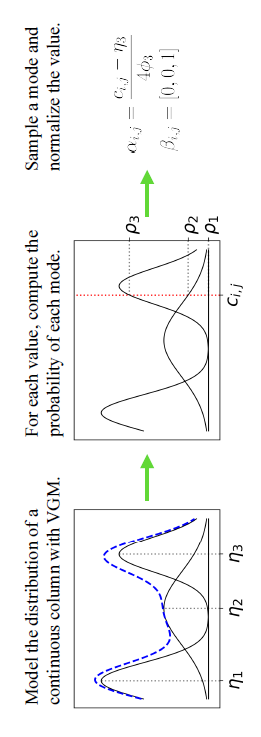 Model the distribution of a
continuous column with VGM.
η₁
η₂
η₃
For each value, compute the
probability of each mode.
ρ₃
ρ₂
ρ₁
cᵢ,ⱼ
Sample a mode and
normalize the value.
αᵢ,ⱼ = (cᵢ,ⱼ − η₃) / 4ϕ₃
βᵢ,ⱼ = [0, 0, 1]